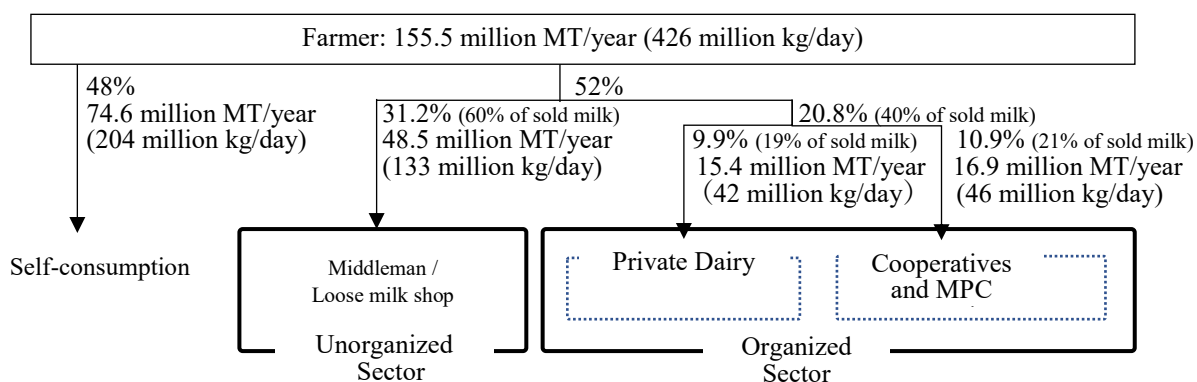 Farmer: 155.5 million MT/year (426 million kg/day)
48%
74.6 million MT/year
(204 million kg/day)
52%
31.2% (60% of sold milk)
48.5 million MT/year
(133 million kg/day)
20.8% (40% of sold milk)
9.9% (19% of sold milk)
15.4 million MT/year
(42 million kg/day)
10.9% (21% of sold milk)
16.9 million MT/year
(46 million kg/day)
Self-consumption
Middleman /
Loose milk shop
Unorganized
Sector
Private Dairy
Cooperatives
and MPC
Organized
Sector